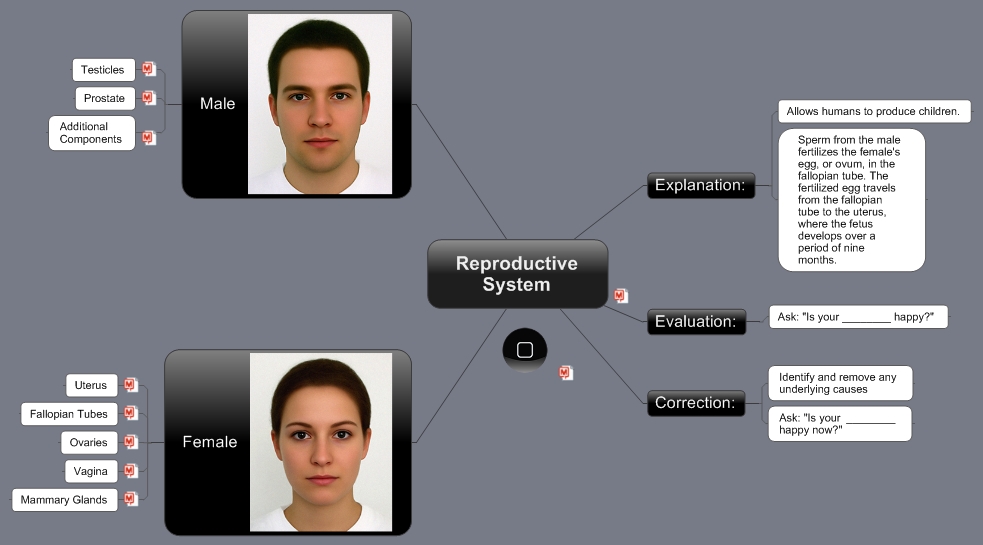 Testicles
Prostate
Additional
Components
Male
Uterus
Fallopian Tubes
Ovaries
Vagina
Mammary Glands
Female
Reproductive
System
Explanation:
Allows humans to produce children.
Sperm from the male
fertilizes the female's
egg, or ovum, in the
fallopian tube. The
fertilized egg travels
from the fallopian
tube to the uterus,
where the fetus
develops over a
period of nine
months.
Evaluation:
Ask: "Is your ________ happy?"
Correction:
Identify and remove any
underlying causes
Ask: "Is your ________
happy now?"